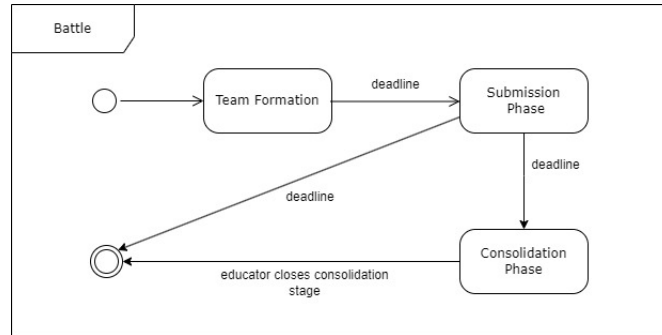 Battle
Team Formation
deadline
Submission
Phase
deadline
deadline
Consolidation
Phase
educator closes consolidation
stage